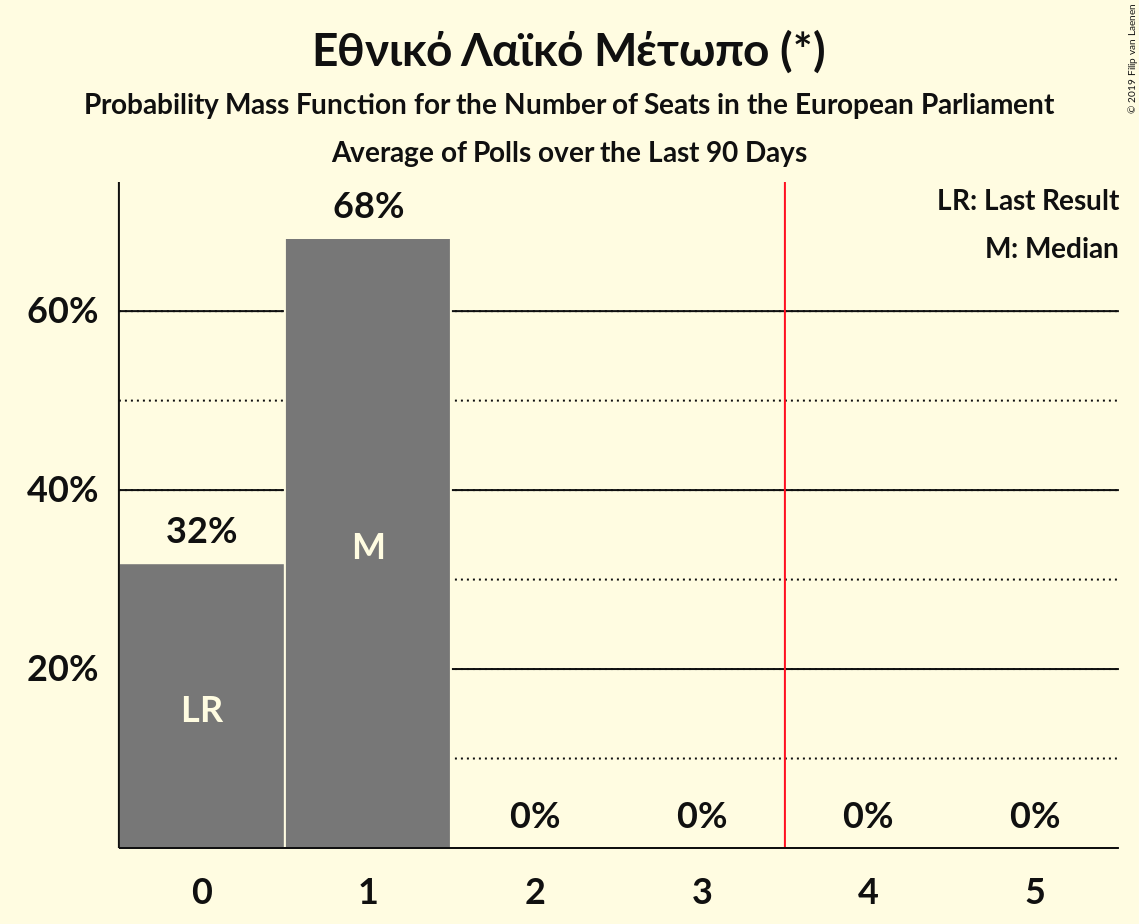 Εθνικό Λαϊκό Μέτωπο (*)
Probability Mass Function for the Number of Seats in the European Parliament
Average of Polls over the Last 90 Days
© 2019 Filip van Laenen
LR: Last Result
M: Median
68%
60%
40%
32%
M
20%
LR
0% 0% 0% 0%
0 1 2 3 4 5